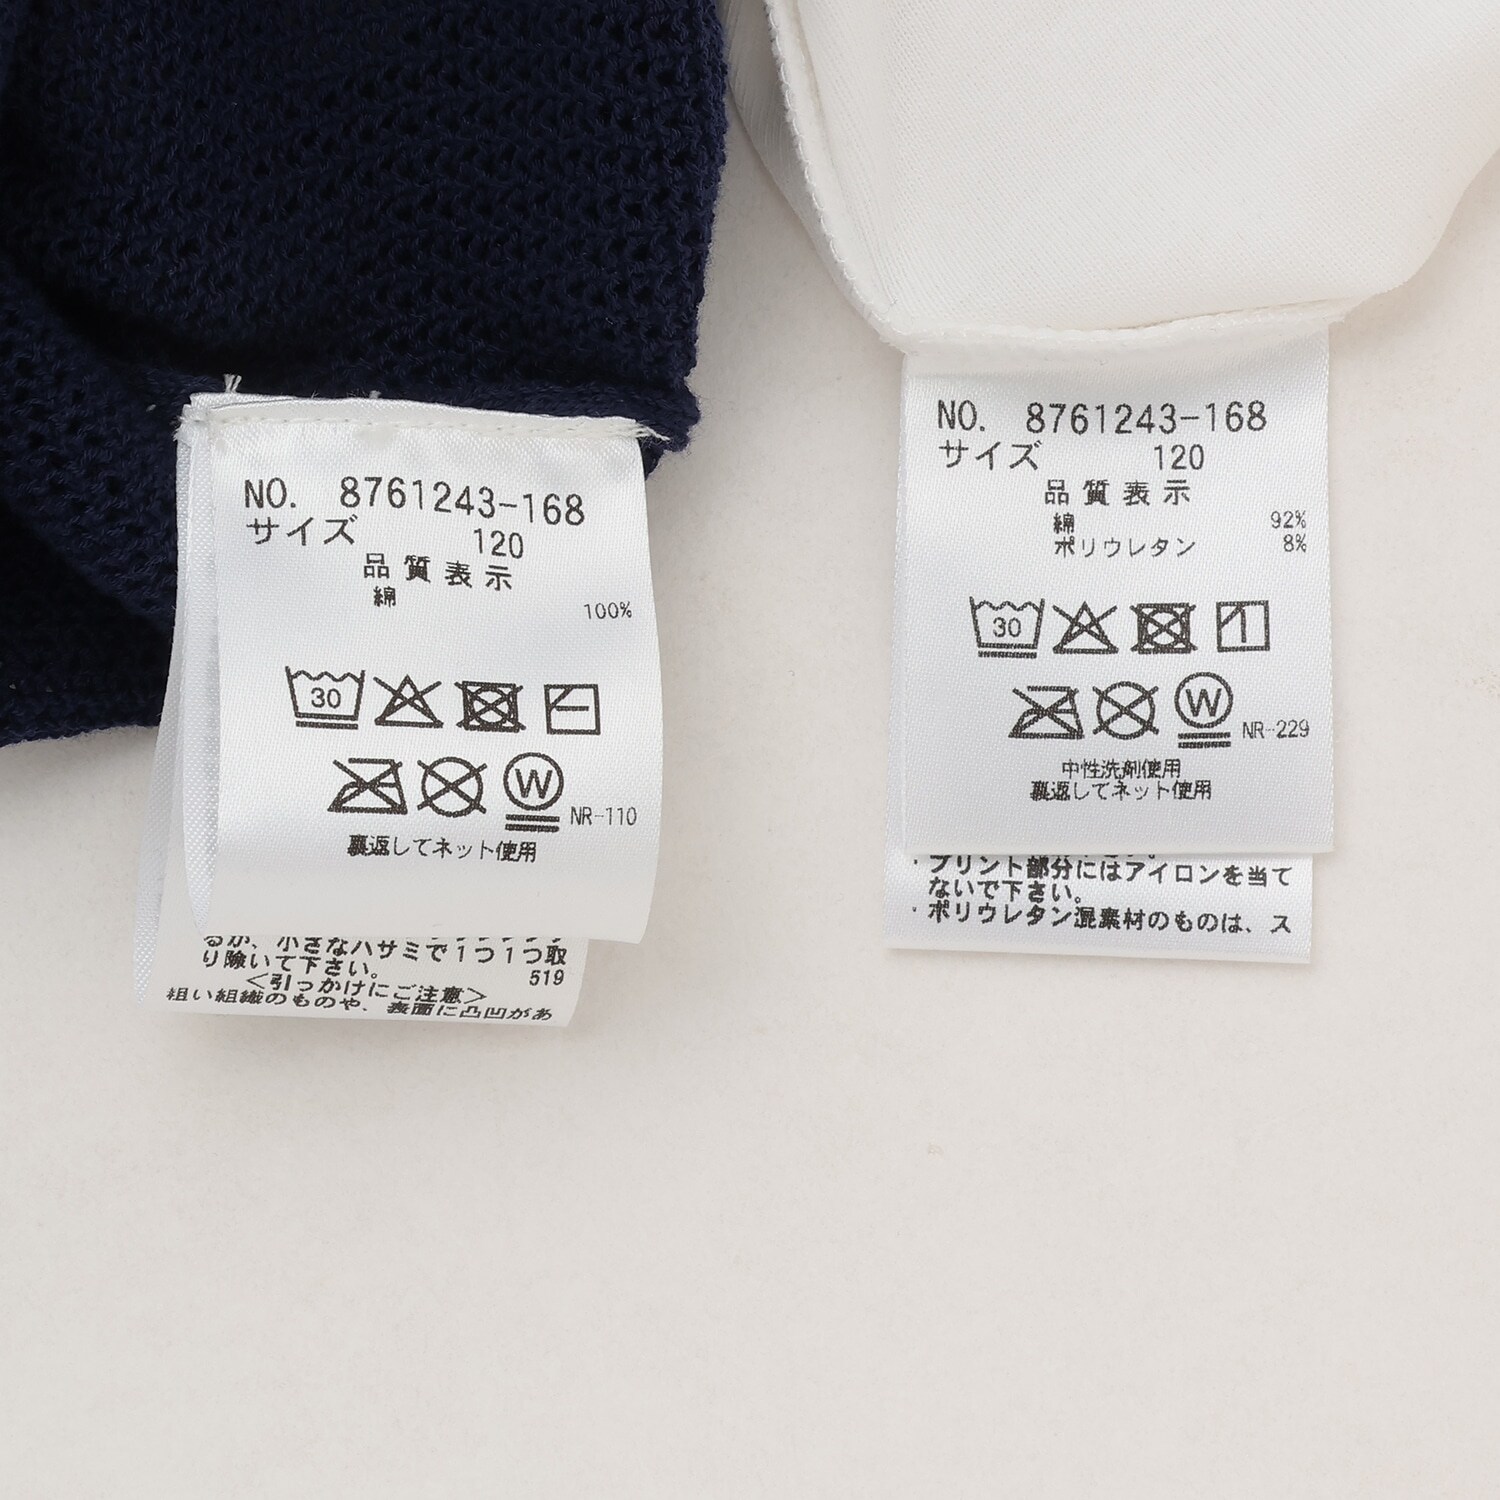 NO. 8761243-168
サイズ 120
品質表示
綿 100%
30
W NR-110
裏返してネット使用
るが、小さなハサミで1つ1つ取
り除いて下さい。
519
<引っかけにご注意>
粗い組織のものや、表面に凸凹があ
NO. 8761243-168
サイズ 120
品質表示
綿 92%
ポリウレタン 8%
30
W NR-229
中性洗剤使用
裏返してネット使用
・プリント部分にはアイロンを当て
ないで下さい。
・ポリウレタン混素材のものは、ス